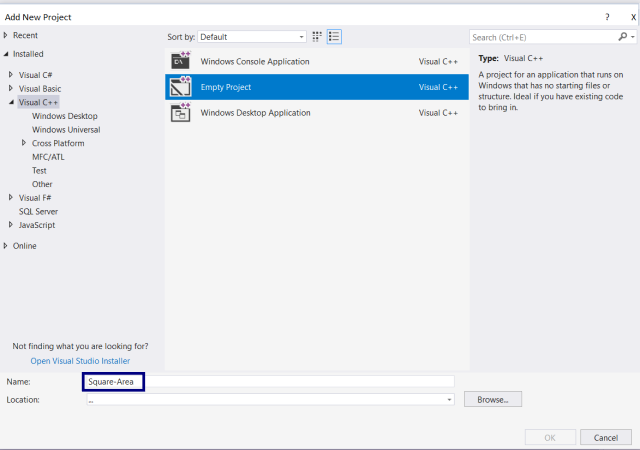 Add New Project
? X
Recent
Sort by: Default
Search (Ctrl+E)
Installed
Visual C#
Visual Basic
Visual C++
Windows Desktop
Windows Universal
Cross Platform
MFC/ATL
Test
Other
Visual F#
SQL Server
JavaScript
Online
Windows Console Application Visual C++
Empty Project Visual C++
Windows Desktop Application Visual C++
Type: Visual C++
A project for an application that runs on
Windows that has no starting files or
structure. Ideal if you have existing code
to bring in.
Not finding what you are looking for?
Open Visual Studio Installer
Name: Square-Area
Location: ...
Browse...
OK Cancel